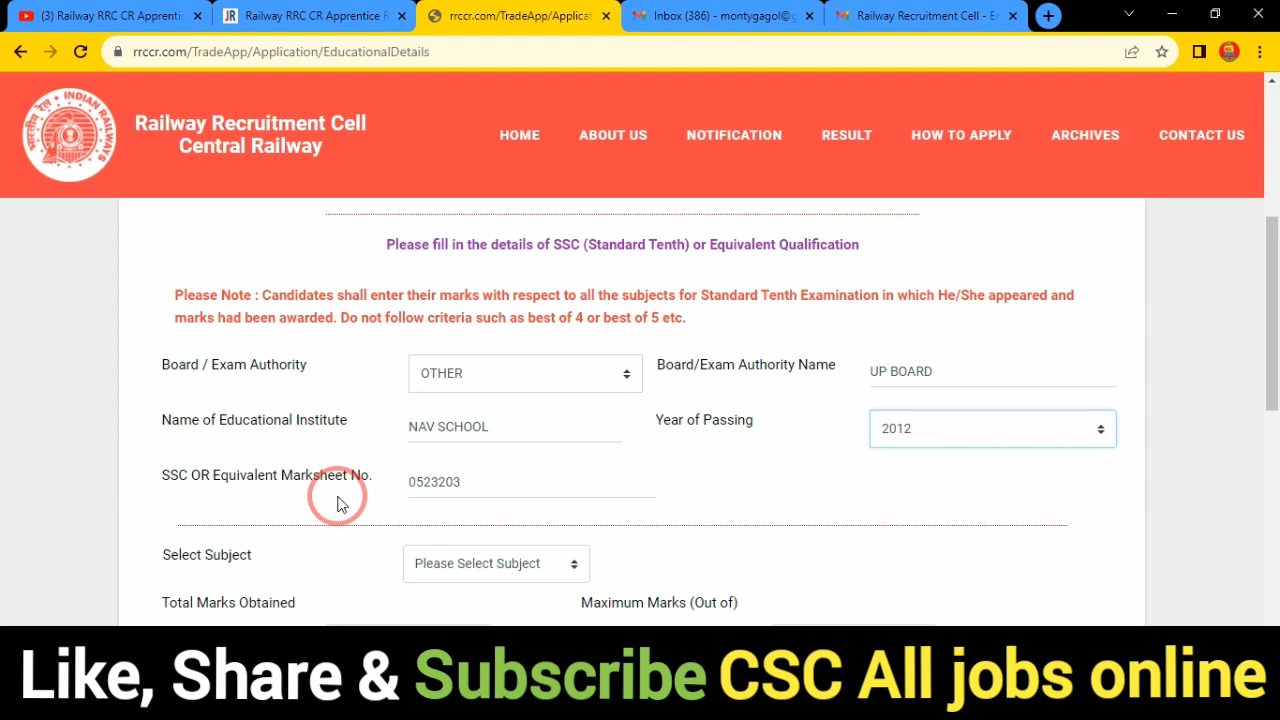 (3) Railway RRC CR Apprentic
Railway RRC CR Apprentice R
rrccr.com/TradeApp/Applicat
Inbox (386) - montygagol@g
Railway Recruitment Cell - En
rrccr.com/TradeApp/Application/EducationalDetails
INDIAN RAILWAYS
भारतीय रेल
Railway Recruitment Cell
Central Railway
HOME
ABOUT US
NOTIFICATION
RESULT
HOW TO APPLY
ARCHIVES
CONTACT US
Please fill in the details of SSC (Standard Tenth) or Equivalent Qualification
Please Note : Candidates shall enter their marks with respect to all the subjects for Standard Tenth Examination in which He/She appeared and
marks had been awarded. Do not follow criteria such as best of 4 or best of 5 etc.
Board / Exam Authority
OTHER
Board/Exam Authority Name
UP BOARD
Name of Educational Institute
NAV SCHOOL
Year of Passing
2012
SSC OR Equivalent Marksheet No.
0523203
Select Subject
Please Select Subject
Total Marks Obtained
Maximum Marks (Out of)
Like, Share & Subscribe CSC All jobs online